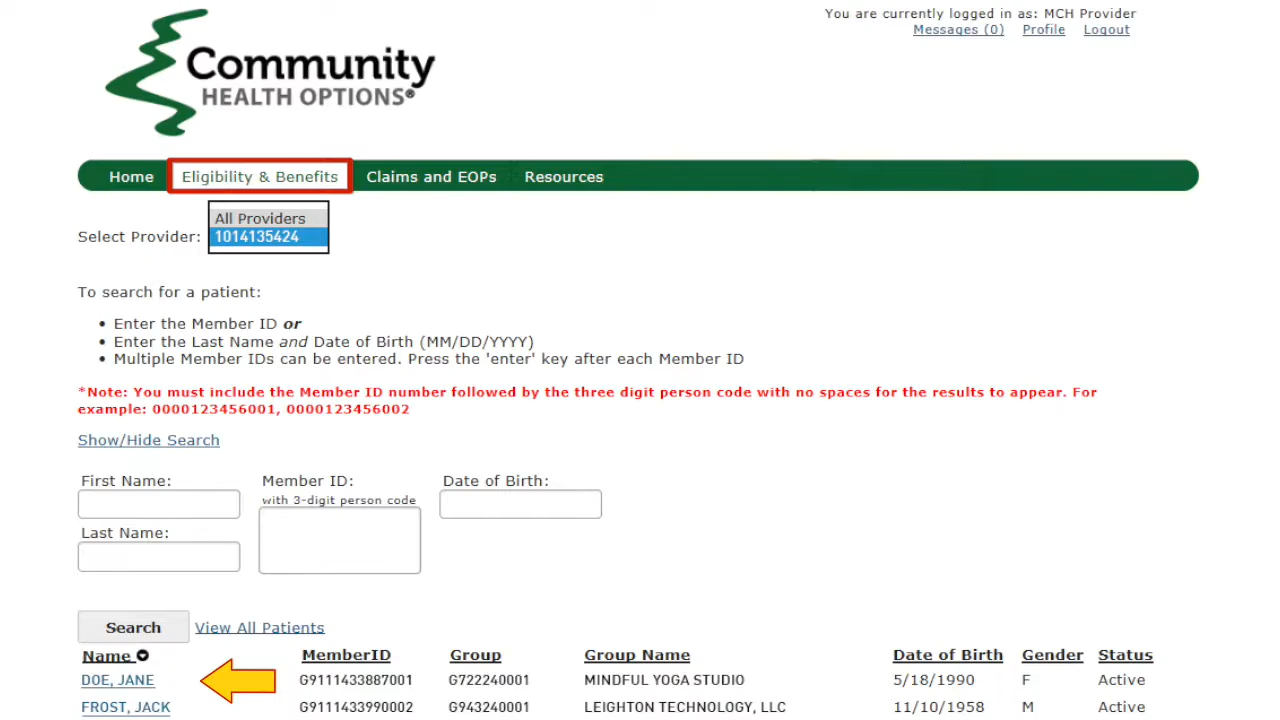 You are currently logged in as: MCH Provider
Messages (0) Profile Logout
Community
HEALTH OPTIONS®
Home Eligibility & Benefits Claims and EOPs Resources
All Providers
Select Provider: 1014135424
To search for a patient:
• Enter the Member ID or
• Enter the Last Name and Date of Birth (MM/DD/YYYY)
• Multiple Member IDs can be entered. Press the 'enter' key after each Member ID
*Note: You must include the Member ID number followed by the three digit person code with no spaces for the results to appear. For
example: 0000123456001, 0000123456002
Show/Hide Search
First Name: Member ID: Date of Birth:
with 3-digit person code
Last Name:
Search View All Patients
Name MemberID Group Group Name Date of Birth Gender Status
DOE, JANE G9111433887001 G722240001 MINDFUL YOGA STUDIO 5/18/1990 F Active
FROST, JACK G9111433990002 G943240001 LEIGHTON TECHNOLOGY, LLC 11/10/1958 M Active